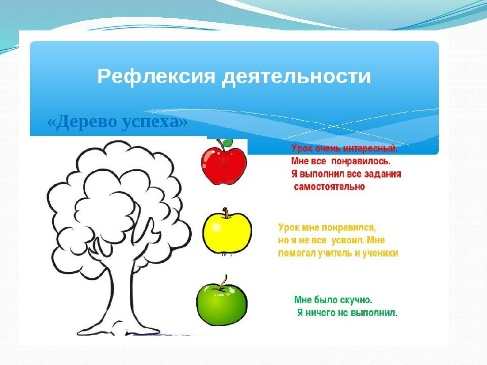 Рефлексия деятельности
«Дерево успеха»
Урок очень интересный.
Мне все понравилось.
Я выполнил все задания
самостоятельно
Урок мне понравился,
но я не все усвоил. Мне
помогал учитель и ученики
Мне было скучно.
Я ничего не выполнил.